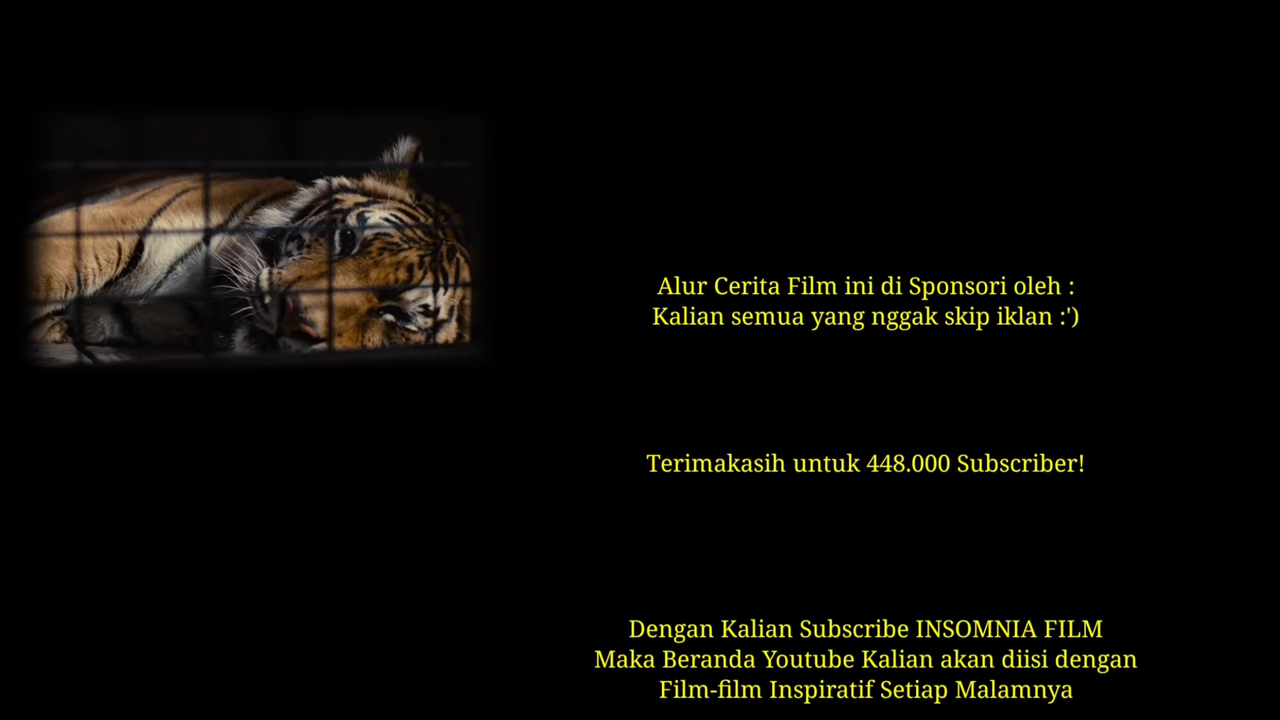 Alur Cerita Film ini di Sponsori oleh :
Kalian semua yang nggak skip iklan :')
Terimakasih untuk 448.000 Subscriber!
Dengan Kalian Subscribe INSOMNIA FILM
Maka Beranda Youtube Kalian akan diisi dengan
Film-film Inspiratif Setiap Malamnya